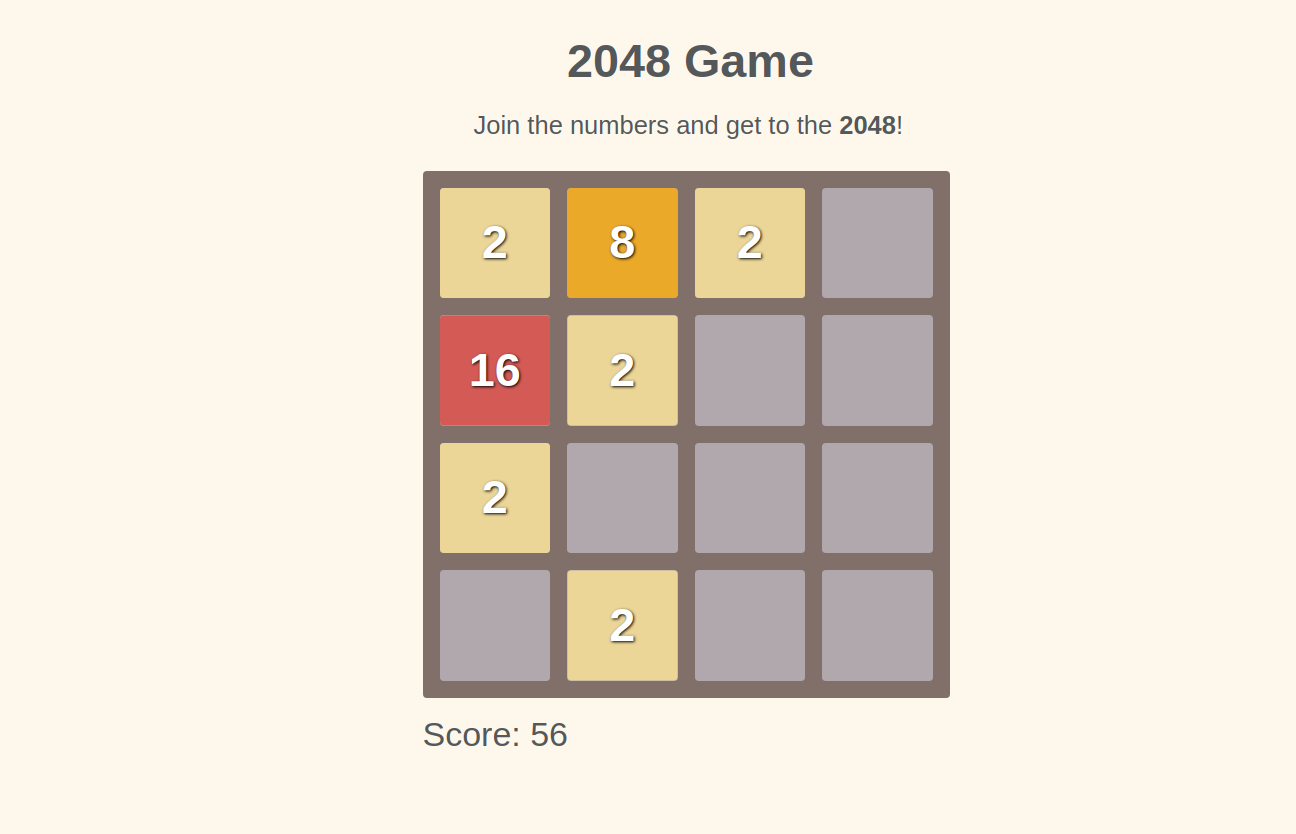 2048 Game
Join the numbers and get to the 2048!
2 8 2
16 2
2
2
Score: 56